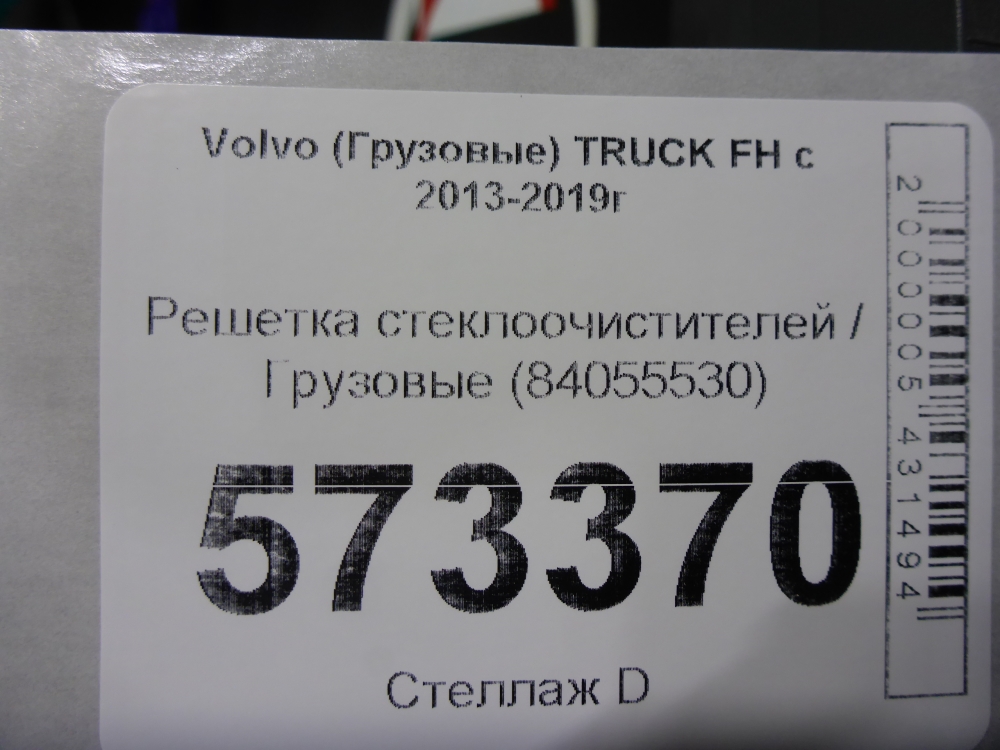 Volvo (Грузовые) TRUCK FH с
2013-2019г
Решетка стеклоочистителей /
Грузовые (84055530)
573370
Стеллаж D
2000005431494